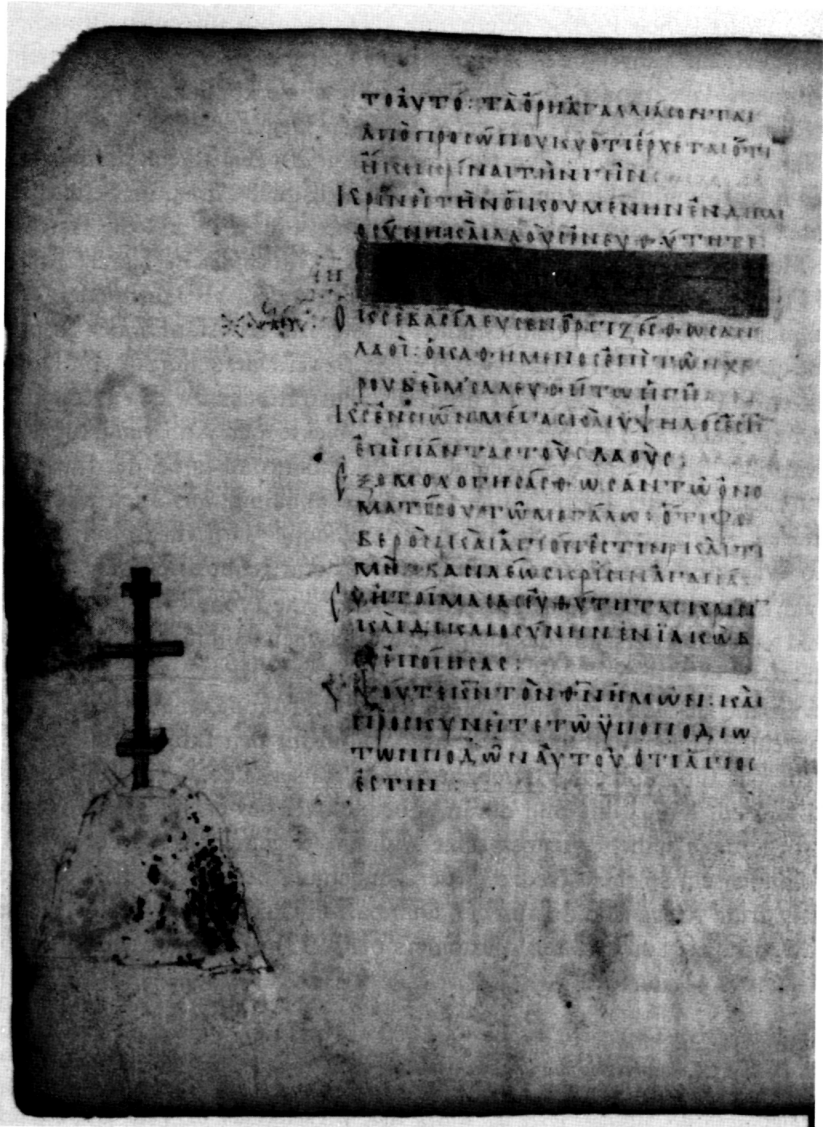 ΤΟ ΑΥΤΟ : ΤΑ ΟΡΗ ΑΓΑΛΛΙΑΣΟΝΤΑΙ
ΑΠΟ ΠΡΟΣΩΠΟΥ ΚΥ ΟΤΙ ΕΡΧΕΤΑΙ ΟΤΙ
ΗΚΕΙ ΚΡΙΝΑΙ ΤΗΝ ΓΗΝ
ΚΡΙΝΕΙ ΤΗΝ ΟΙΚΟΥΜΕΝΗΝ ΕΝ ΔΙΚΑΙ
ΟΣΥΝΗ ΚΑΙ ΛΑΟΥΣ ΕΝ ΕΥΘΥΤΗΤΙ
Ο ΚΣ ΕΒΑΣΙΛΕΥΣΕΝ ΟΡΓΙΖΕΣΘΩΣΑΝ
ΛΑΟΙ : Ο ΚΑΘΗΜΕΝΟΣ ΕΠΙ ΤΩΝ ΧΕ
ΡΟΥΒΕΙΜ ΣΑΛΕΥΘΗΤΩ Η ΓΗ
ΚΣ ΕΝ ΣΙΩΝ ΜΕΓΑΣ ΚΑΙ ΥΨΗΛΟΣ ΕΣΤΙ
ΕΠΙ ΠΑΝΤΑΣ ΤΟΥΣ ΛΑΟΥΣ :
ΕΞΟΜΟΛΟΓΗΣΑΣΘΩΣΑΝ ΤΩ ΟΝΟ
ΜΑΤΙ ΣΟΥ ΤΩ ΜΕΓΑΛΩ : ΟΤΙ ΦΟ
ΒΕΡΟΝ ΚΑΙ ΑΓΙΟΝ ΕΣΤΙΝ : ΚΑΙ ΤΙ
ΜΗ ΒΑΣΙΛΕΩΣ ΚΡΙΣΙΝ ΑΓΑΠΑ :
ΣΥ ΗΤΟΙΜΑΣΑΣ ΕΥΘΥΤΗΤΑΣ ΚΡΙΣΙΝ
ΚΑΙ ΔΙΚΑΙΟΣΥΝΗΝ ΕΝ ΙΑΚΩΒ
ΣΥ ΕΠΟΙΗΣΑΣ :
ΥΨΟΥΤΕ ΚΝ ΤΟΝ ΘΝ ΗΜΩΝ : ΚΑΙ
ΠΡΟΣΚΥΝΕΙΤΕ ΤΩ ΥΠΟΠΟΔΙΩ
ΤΩΝ ΠΟΔΩΝ ΑΥΤΟΥ ΟΤΙ ΑΓΙΟΣ
ΕΣΤΙΝ :